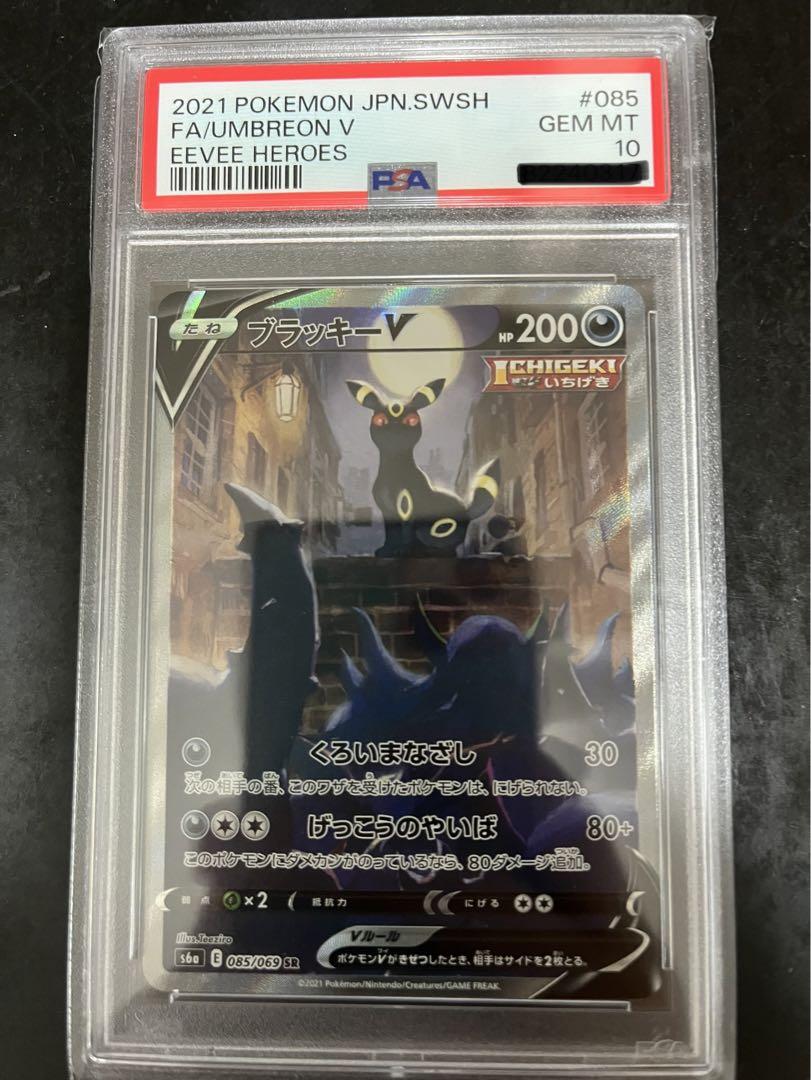 2021 POKEMON JPN.SWSH #085
FA/UMBREON V GEM MT
EEVEE HEROES 10
PSA
たね ブラッキーV HP 200
ICHIGEKI
いちげき
くろいまなざし 30
次の相手の番、このワザを受けたポケモンは、にげられない。
げっこうのやいば 80+
このポケモンにダメカンがのっているなら、80ダメージ追加。
弱点 ×2 抵抗力 にげる
Illus.Teeziro
Vルール
s6a E 085/069 SR
ポケモンVがきぜつしたとき、相手はサイドを2枚とる。
©2021 Pokémon/Nintendo/Creatures/GAME FREAK.